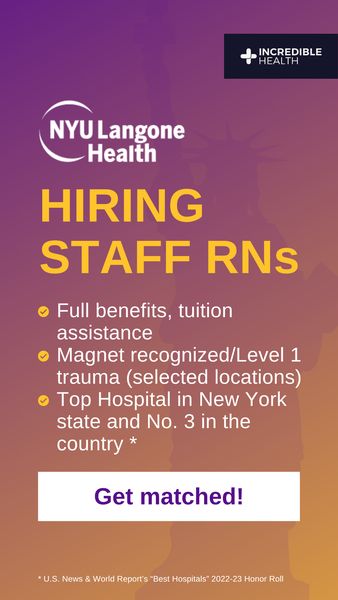 INCREDIBLE
HEALTH
NYU Langone
Health
HIRING
STAFF RNs
Full benefits, tuition
assistance
Magnet recognized/Level 1
trauma (selected locations)
Top Hospital in New York
state and No. 3 in the
country *
Get matched!
* U.S. News & World Report's "Best Hospitals" 2022-23 Honor Roll